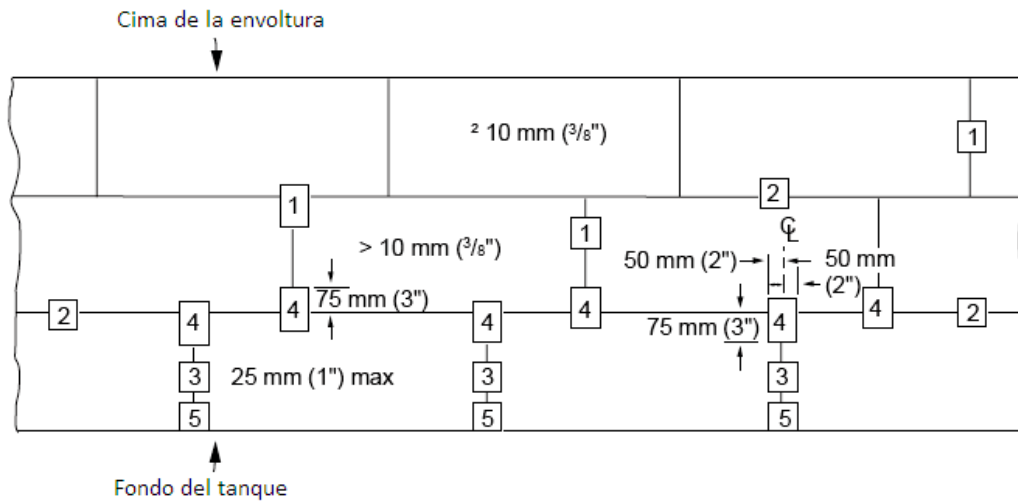 Cima de la envoltura
² 10 mm (3/8")
1
1
2
℄
> 10 mm (3/8")
1
50 mm (2")
50 mm
(2")
75 mm (3")
2
4
4
4
4
4
4
2
75 mm (3")
3
25 mm (1") max
3
3
5
5
5
Fondo del tanque